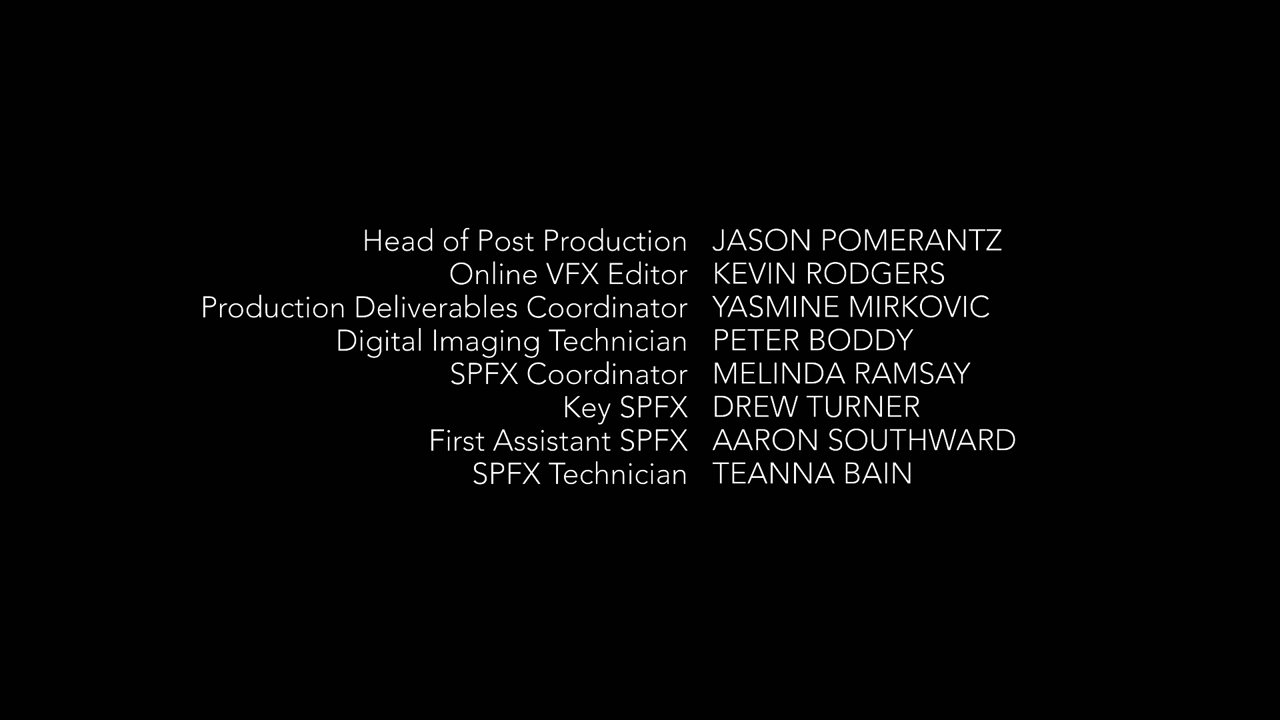 Head of Post Production JASON POMERANTZ
Online VFX Editor KEVIN RODGERS
Production Deliverables Coordinator YASMINE MIRKOVIC
Digital Imaging Technician PETER BODDY
SPFX Coordinator MELINDA RAMSAY
Key SPFX DREW TURNER
First Assistant SPFX AARON SOUTHWARD
SPFX Technician TEANNA BAIN